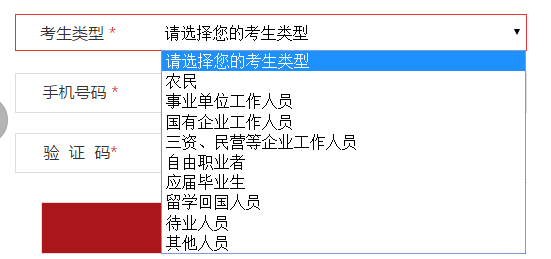 考生类型 * 请选择您的考生类型
请选择您的考生类型
农民
事业单位工作人员
国有企业工作人员
三资、民营等企业工作人员
自由职业者
应届毕业生
留学回国人员
待业人员
其他人员
手机号码 *
验 证 码*